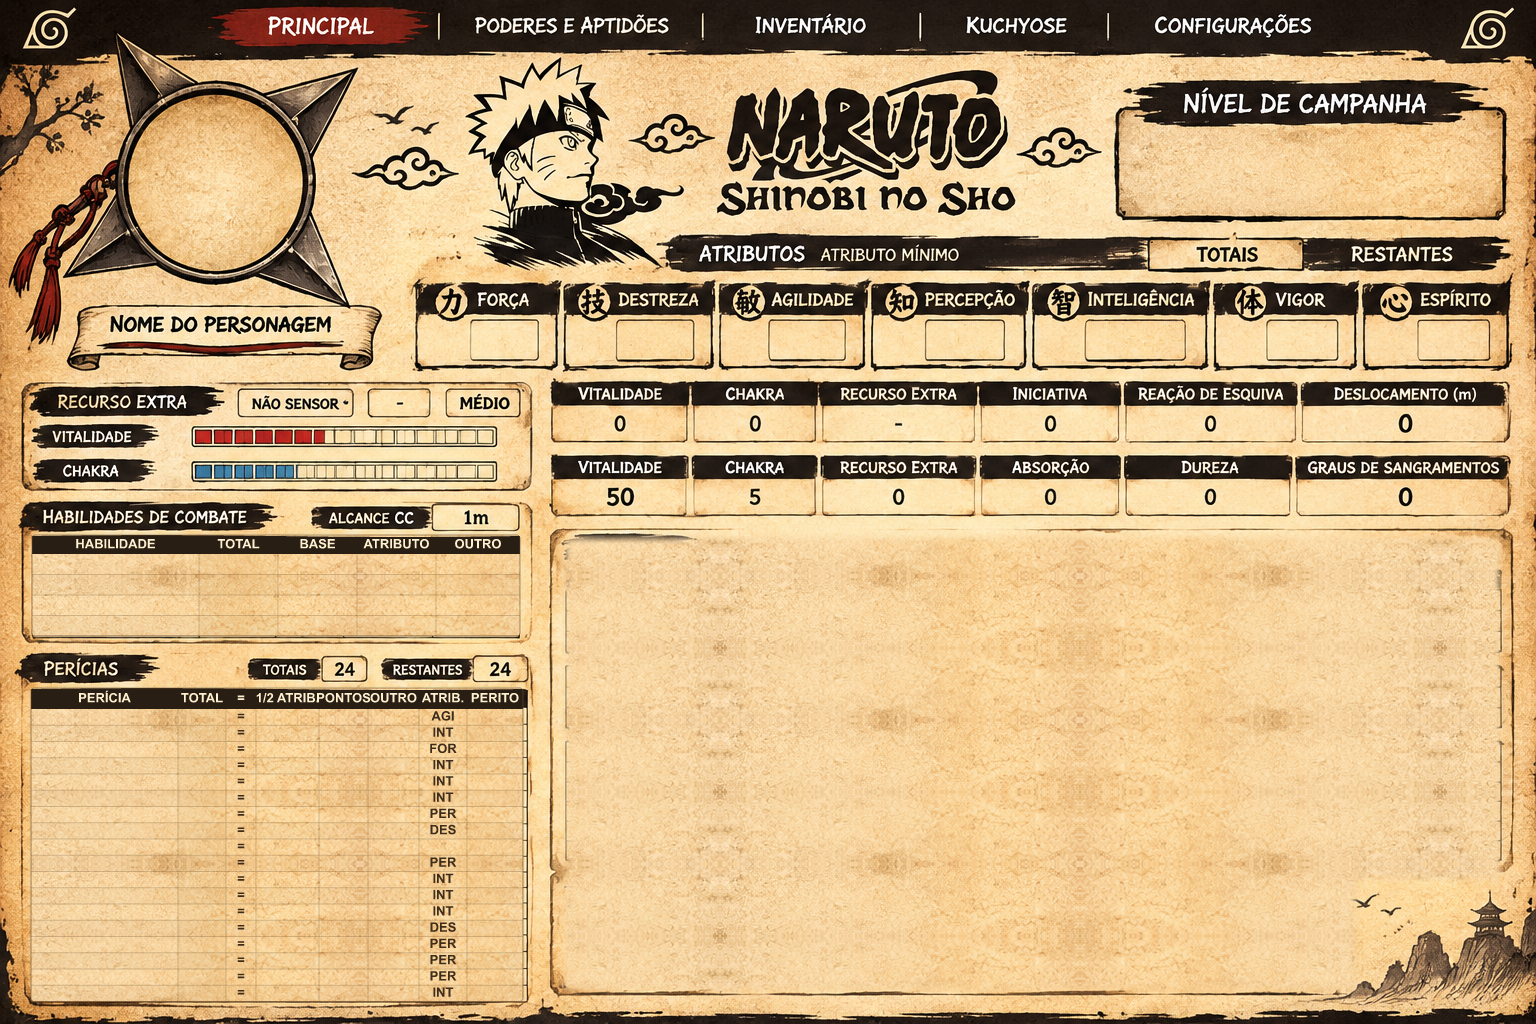 PRINCIPAL
PODERES E APTIDÕES
INVENTÁRIO
KUCHYOSE
CONFIGURAÇÕES
NARUTO
SHINOBI NO SHO
NÍVEL DE CAMPANHA
ATRIBUTOS ATRIBUTO MÍNIMO TOTAIS RESTANTES
力 FORÇA 技 DESTREZA 敏 AGILIDADE 知 PERCEPÇÃO 智 INTELIGÊNCIA 体 VIGOR 心 ESPÍRITO
NOME DO PERSONAGEM
RECURSO EXTRA NÃO SENSOR - MÉDIO
VITALIDADE
CHAKRA
VITALIDADE CHAKRA RECURSO EXTRA INICIATIVA REAÇÃO DE ESQUIVA DESLOCAMENTO (m)
0 0 - 0 0 0
VITALIDADE CHAKRA RECURSO EXTRA ABSORÇÃO DUREZA GRAUS DE SANGRAMENTOS
50 5 0 0 0 0
HABILIDADES DE COMBATE ALCANCE CC 1m
HABILIDADE TOTAL BASE ATRIBUTO OUTRO
PERÍCIAS TOTAIS 24 RESTANTES 24
PERÍCIA TOTAL = 1/2 ATRIBPONTOSOUTRO ATRIB. PERITO
= AGI
= INT
= FOR
= INT
= INT
= INT
= PER
= DES
=
= PER
= INT
= INT
= INT
= DES
= PER
= PER
= PER
= INT